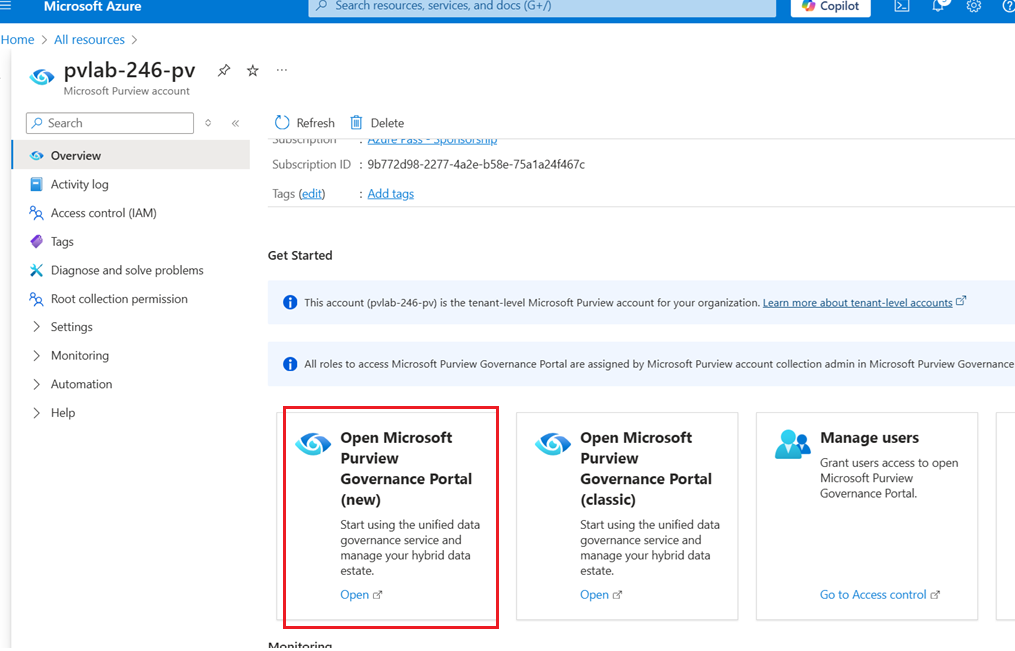 Microsoft Azure
Search resources, services, and docs (G+/)
Copilot
Home > All resources >
pvlab-246-pv
Microsoft Purview account
Search
Refresh
Delete
Overview
Activity log
Access control (IAM)
Tags
Diagnose and solve problems
Root collection permission
Settings
Monitoring
Automation
Help
Subscription : Azure Pass - Sponsorship
Subscription ID : 9b772d98-2277-4a2e-b58e-75a1a24f467c
Tags (edit) : Add tags
Get Started
This account (pvlab-246-pv) is the tenant-level Microsoft Purview account for your organization. Learn more about tenant-level accounts
All roles to access Microsoft Purview Governance Portal are assigned by Microsoft Purview account collection admin in Microsoft Purview Governance
Open Microsoft
Purview
Governance Portal
(new)
Start using the unified data
governance service and
manage your hybrid data
estate.
Open
Open Microsoft
Purview
Governance Portal
(classic)
Start using the unified data
governance service and
manage your hybrid data
estate.
Open
Manage users
Grant users access to open
Microsoft Purview
Governance Portal.
Go to Access control
Monitoring